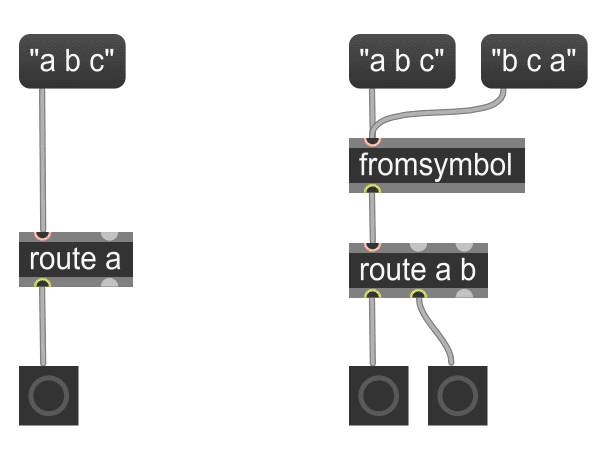 "a b c"
"a b c"
"b c a"
fromsymbol
route a
route a b